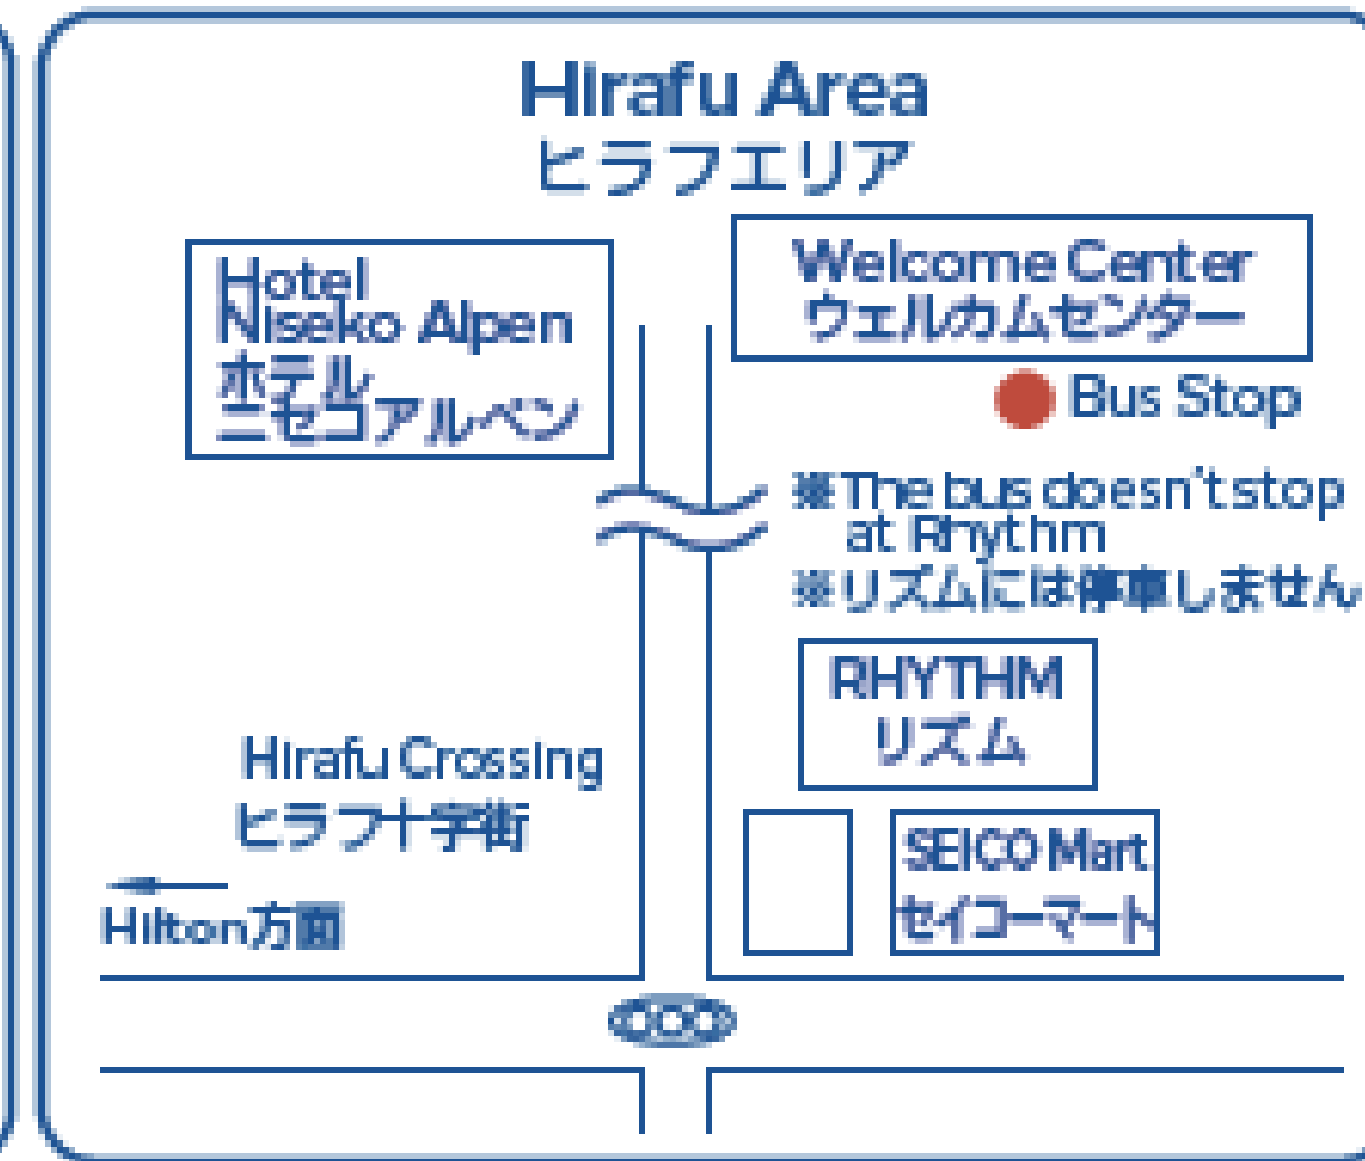 Hirafu Area
ヒラフエリア
Hotel
Niseko Alpen
ホテル
ニセコアルペン
Welcome Center
ウェルカムセンター
Bus Stop
※The bus doesn't stop
at Rhythm
※リズムには停車しません
RHYTHM
リズム
Hirafu Crossing
ヒラフ十字街
SEICO Mart
セイコーマート
Hilton方面